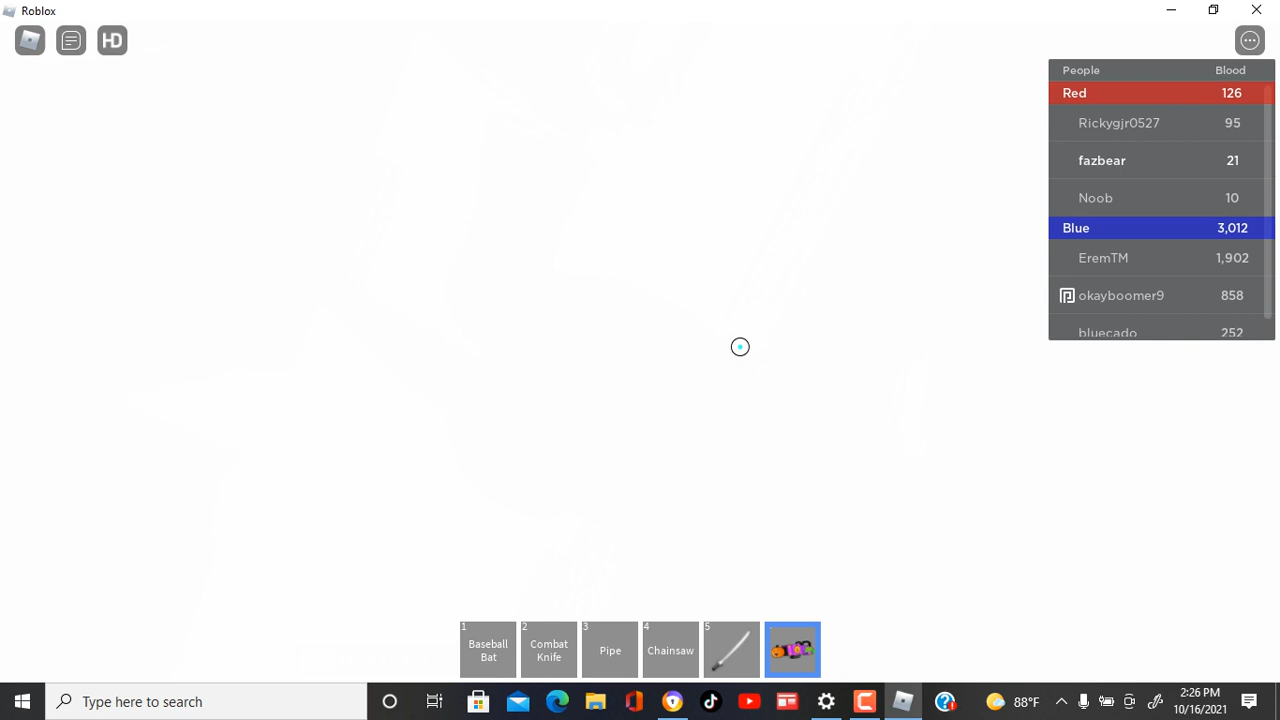 Roblox
HD
People Blood
Red 126
Rickygjr0527 95
fazbear 21
Noob 10
Blue 3,012
EremTM 1,902
okayboomer9 858
bluecado 252
1 2 3 4 5
Baseball Bat
Combat Knife
Pipe
Chainsaw
Type here to search
88°F
2:26 PM
10/16/2021